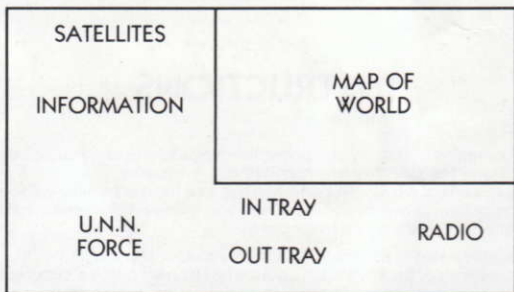 SATELLITES
INFORMATION
U.N.N.
FORCE
MAP OF
WORLD
IN TRAY
OUT TRAY
RADIO